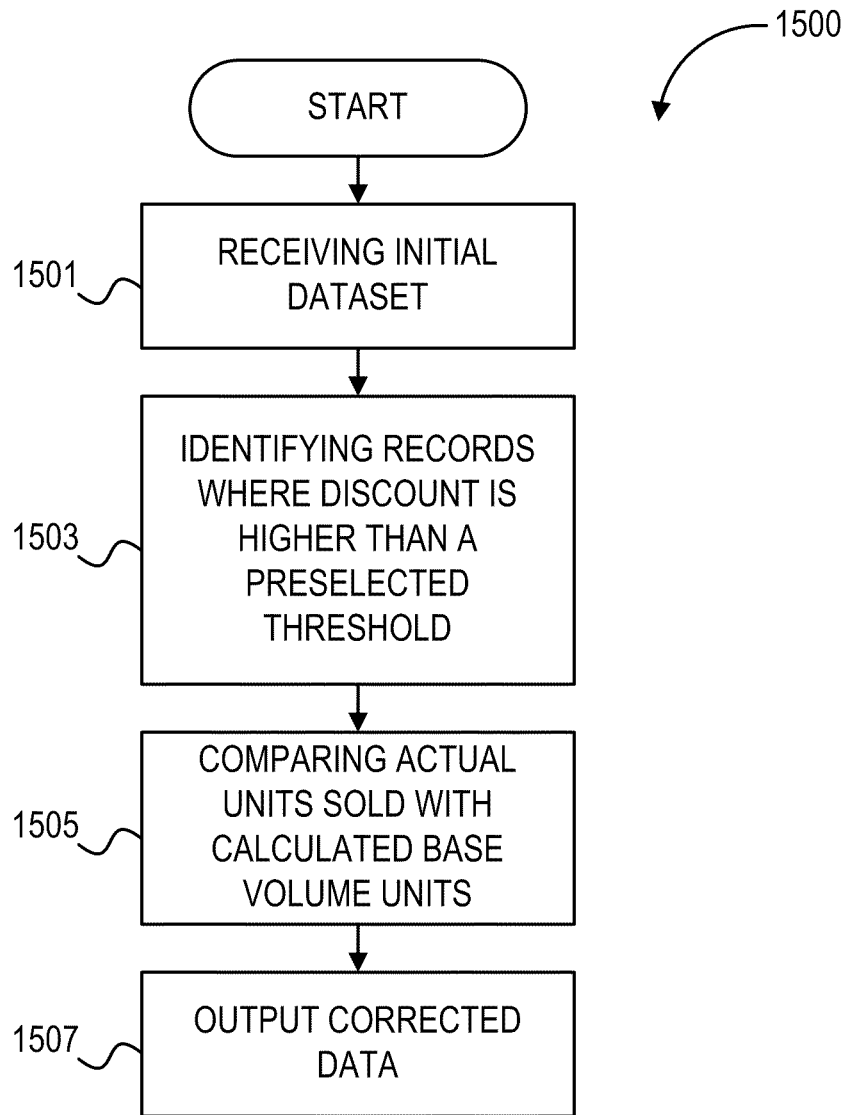 1500
START
1501
RECEIVING INITIAL
DATASET
1503
IDENTIFYING RECORDS
WHERE DISCOUNT IS
HIGHER THAN A
PRESELECTED
THRESHOLD
1505
COMPARING ACTUAL
UNITS SOLD WITH
CALCULATED BASE
VOLUME UNITS
1507
OUTPUT CORRECTED
DATA